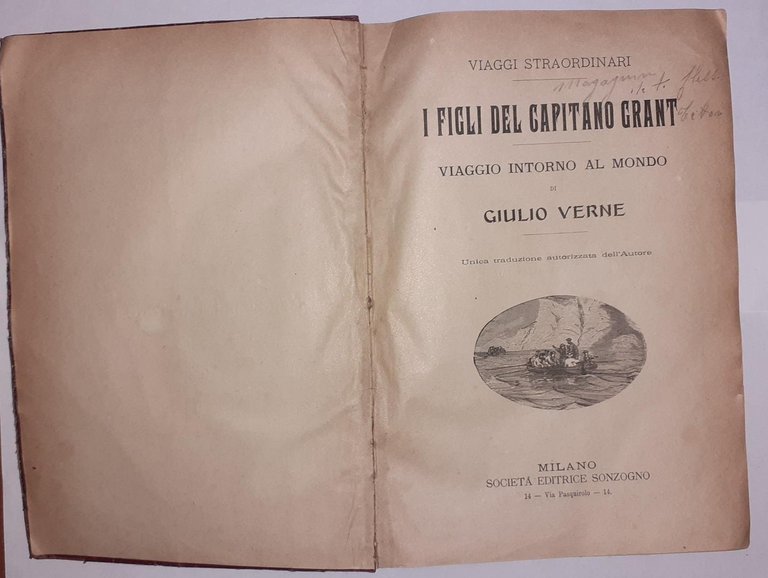 VIAGGI STRAORDINARI
I FIGLI DEL CAPITANO GRANT
VIAGGIO INTORNO AL MONDO
DI
GIULIO VERNE
Unica traduzione autorizzata dell'Autore
MILANO
SOCIETÁ EDITRICE SONZOGNO
14 — Via Pasquirolo — 14.